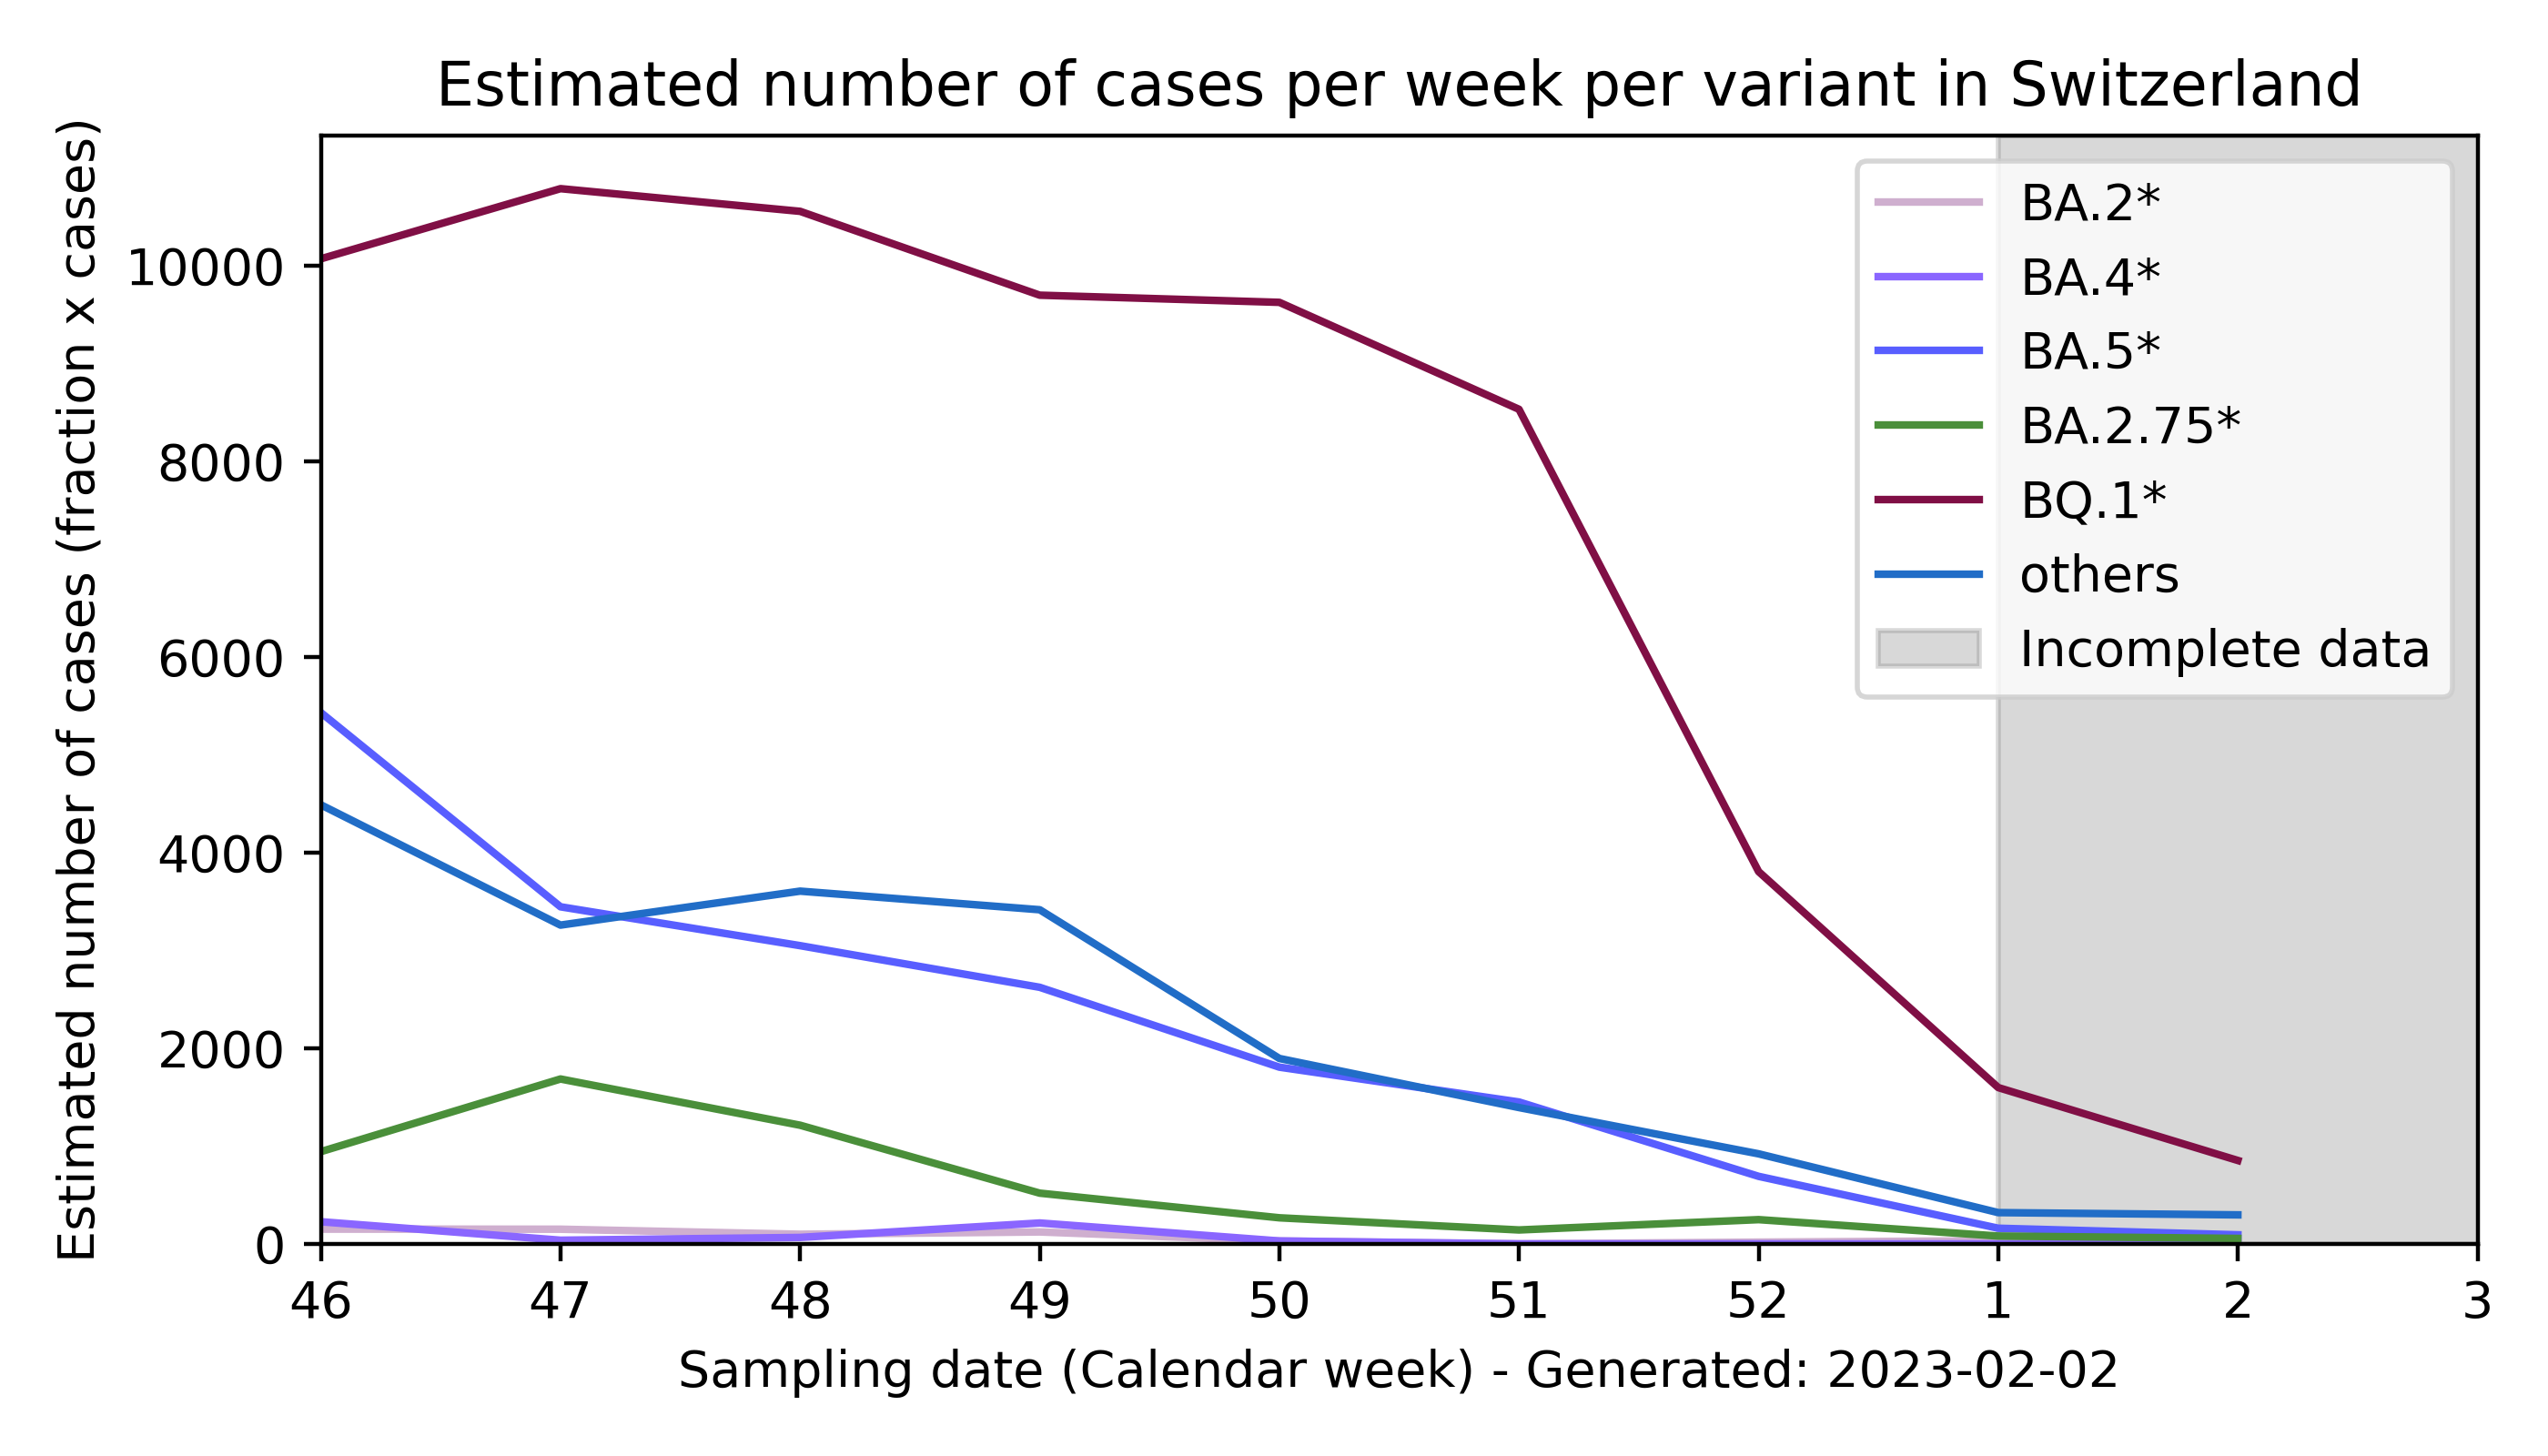 Estimated number of cases per week per variant in Switzerland
Estimated number of cases (fraction x cases)
10000
8000
6000
4000
2000
0
BA.2*
BA.4*
BA.5*
BA.2.75*
BQ.1*
others
Incomplete data
46 47 48 49 50 51 52 1 2 3
Sampling date (Calendar week) - Generated: 2023-02-02